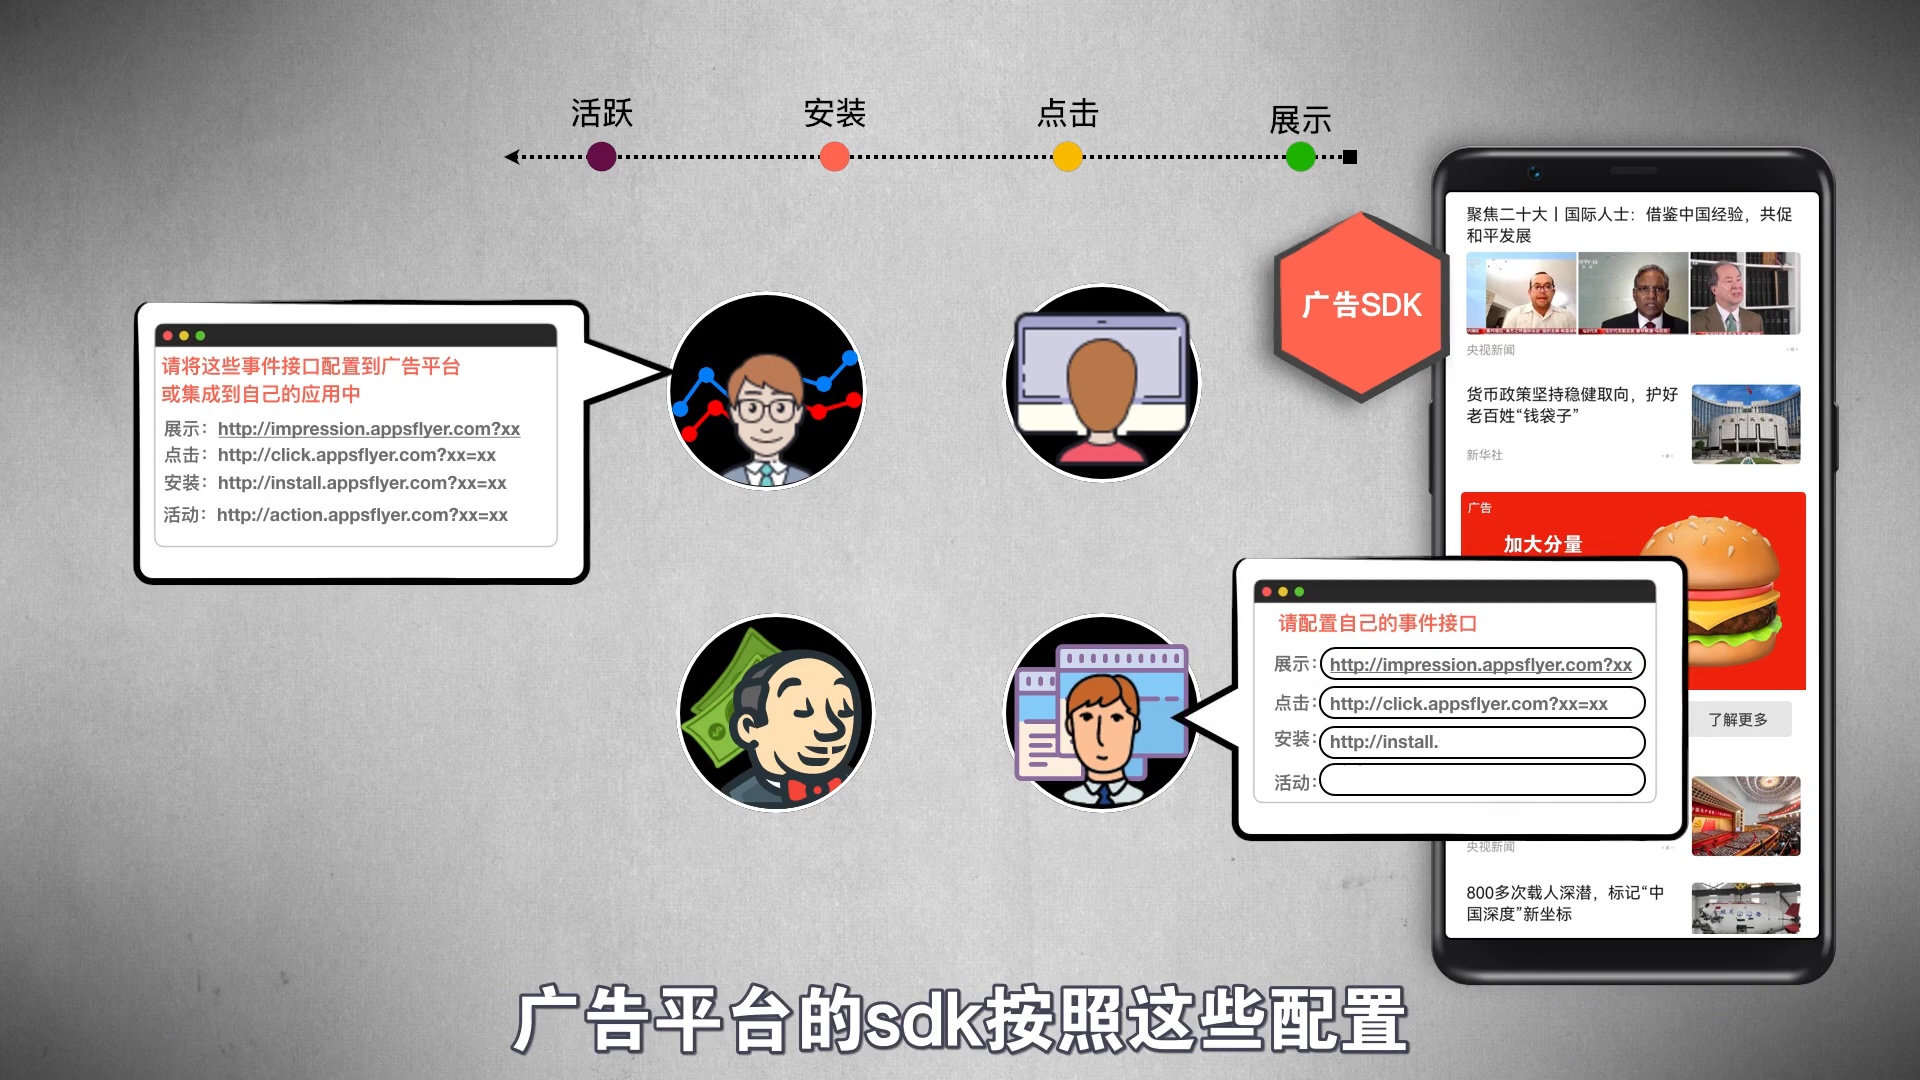 活跃
安装
点击
展示
请将这些事件接口配置到广告平台
或集成到自己的应用中
展示：http://impression.appsflyer.com?xx
点击：http://click.appsflyer.com?xx=xx
安装：http://install.appsflyer.com?xx=xx
活动：http://action.appsflyer.com?xx=xx
广告SDK
聚焦二十大丨国际人士：借鉴中国经验，共促
和平发展
央视新闻
货币政策坚持稳健取向，护好
老百姓“钱袋子”
新华社
广告
加大分量
请配置自己的事件接口
展示：http://impression.appsflyer.com?xx
点击：http://click.appsflyer.com?xx=xx
安装：http://install.
活动：
了解更多
央视新闻
800多次载人深潜，标记“中
国深度”新坐标
广告平台的sdk按照这些配置